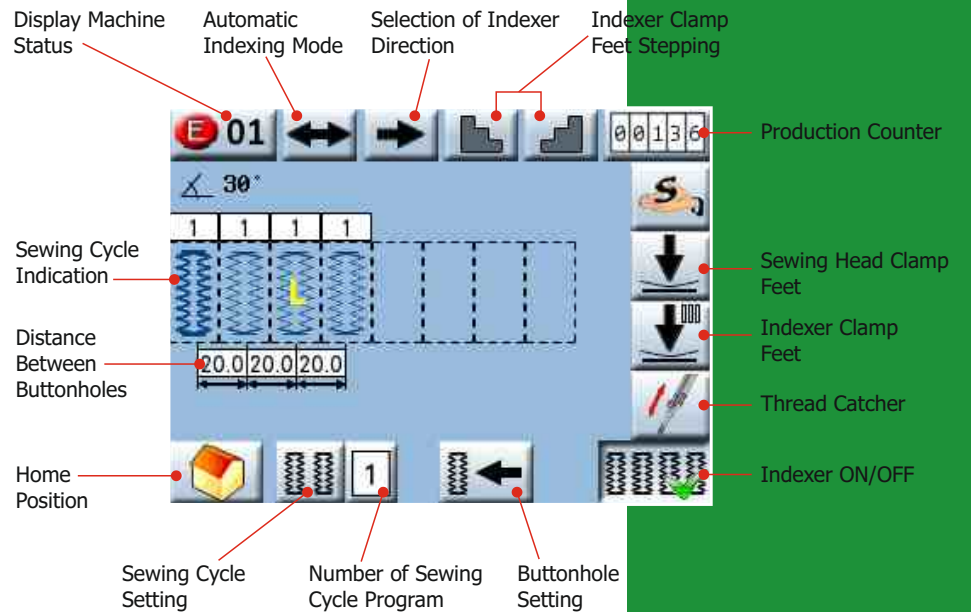 Display Machine
Status
Automatic
Indexing Mode
Selection of Indexer
Direction
Indexer Clamp
Feet Stepping
E 01
00136
Production Counter
30°
S
1 1 1 1
Sewing Cycle
Indication
L
Sewing Head Clamp
Feet
Indexer Clamp
Feet
Distance
Between
Buttonholes
20.0 20.0 20.0
Thread Catcher
Home
Position
1
Indexer ON/OFF
Sewing Cycle
Setting
Number of Sewing
Cycle Program
Buttonhole
Setting